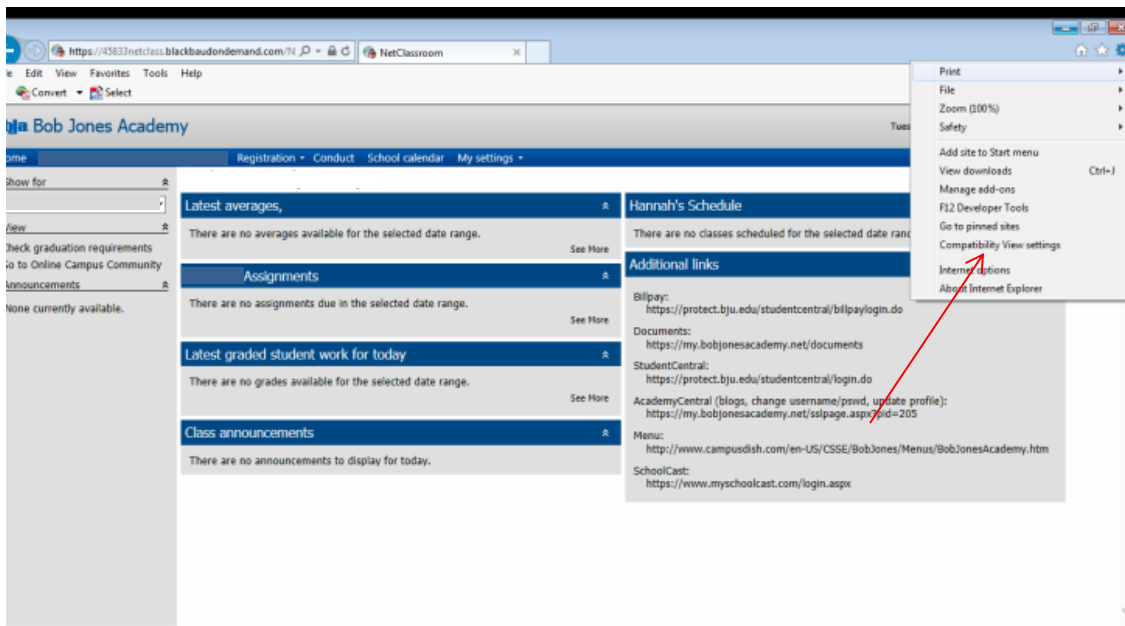 https://45833netclass.blackbaudondemand.com/N
NetClassroom
Edit View Favorites Tools Help
Convert Select
Bob Jones Academy
Tues
Registration Conduct School calendar My settings
Show for
View
Check graduation requirements
Go to Online Campus Community
Announcements
None currently available.
Latest averages,
There are no averages available for the selected date range.
See More
Assignments
There are no assignments due in the selected date range.
See More
Latest graded student work for today
There are no grades available for the selected date range.
See More
Class announcements
There are no announcements to display for today.
Hannah's Schedule
There are no classes scheduled for the selected date rang
Additional links
Billpay:
https://protect.bju.edu/studentcentral/billpaylogin.do
Documents:
https://my.bobjonesacademy.net/documents
StudentCentral:
https://protect.bju.edu/studentcentral/login.do
AcademyCentral (blogs, change username/pswd, update profile):
https://my.bobjonesacademy.net/sslpage.aspx?pid=205
Menu:
http://www.campusdish.com/en-US/CSSE/BobJones/Menus/BobJonesAcademy.htm
SchoolCast:
https://www.myschoolcast.com/login.aspx
Print
File
Zoom (100%)
Safety
Add site to Start menu
View downloads Ctrl+J
Manage add-ons
F12 Developer Tools
Go to pinned sites
Compatibility View settings
Internet options
About Internet Explorer